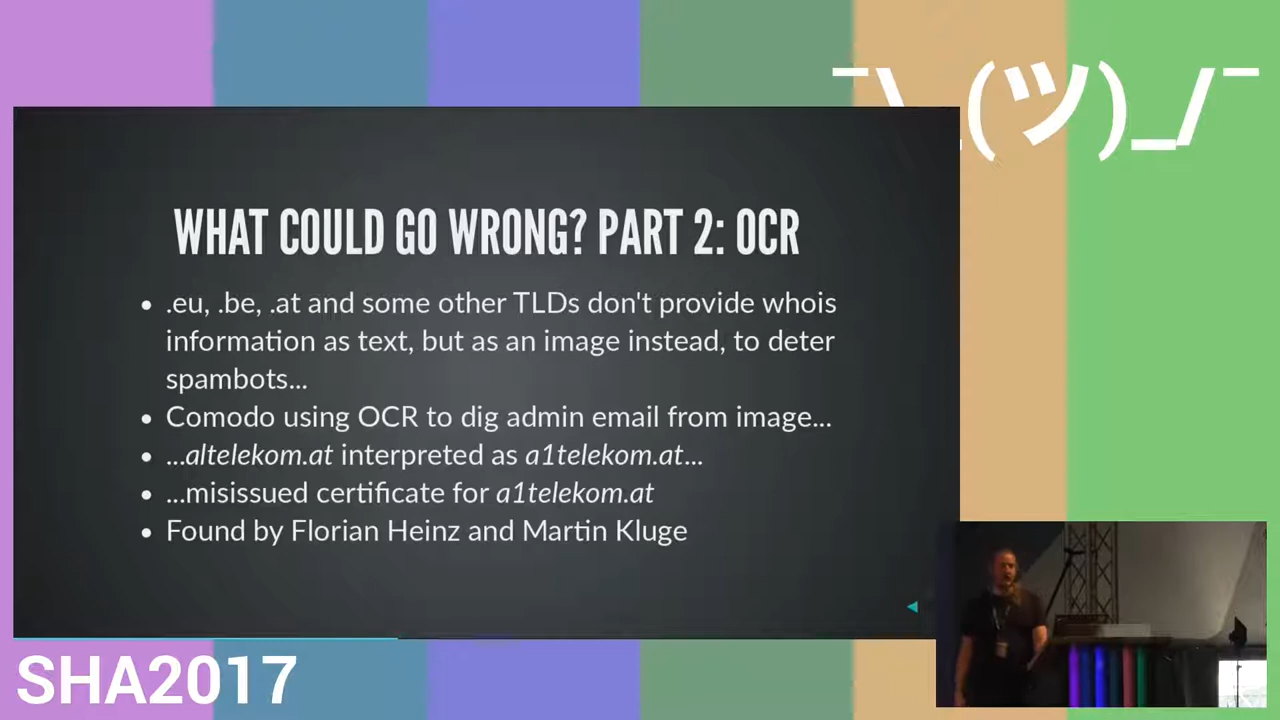 ¯\_(ツ)_/¯
WHAT COULD GO WRONG? PART 2: OCR
• .eu, .be, .at and some other TLDs don't provide whois
information as text, but as an image instead, to deter
spambots...
• Comodo using OCR to dig admin email from image...
• ...altelekom.at interpreted as a1telekom.at...
• ...misissued certificate for a1telekom.at
• Found by Florian Heinz and Martin Kluge
SHA2017